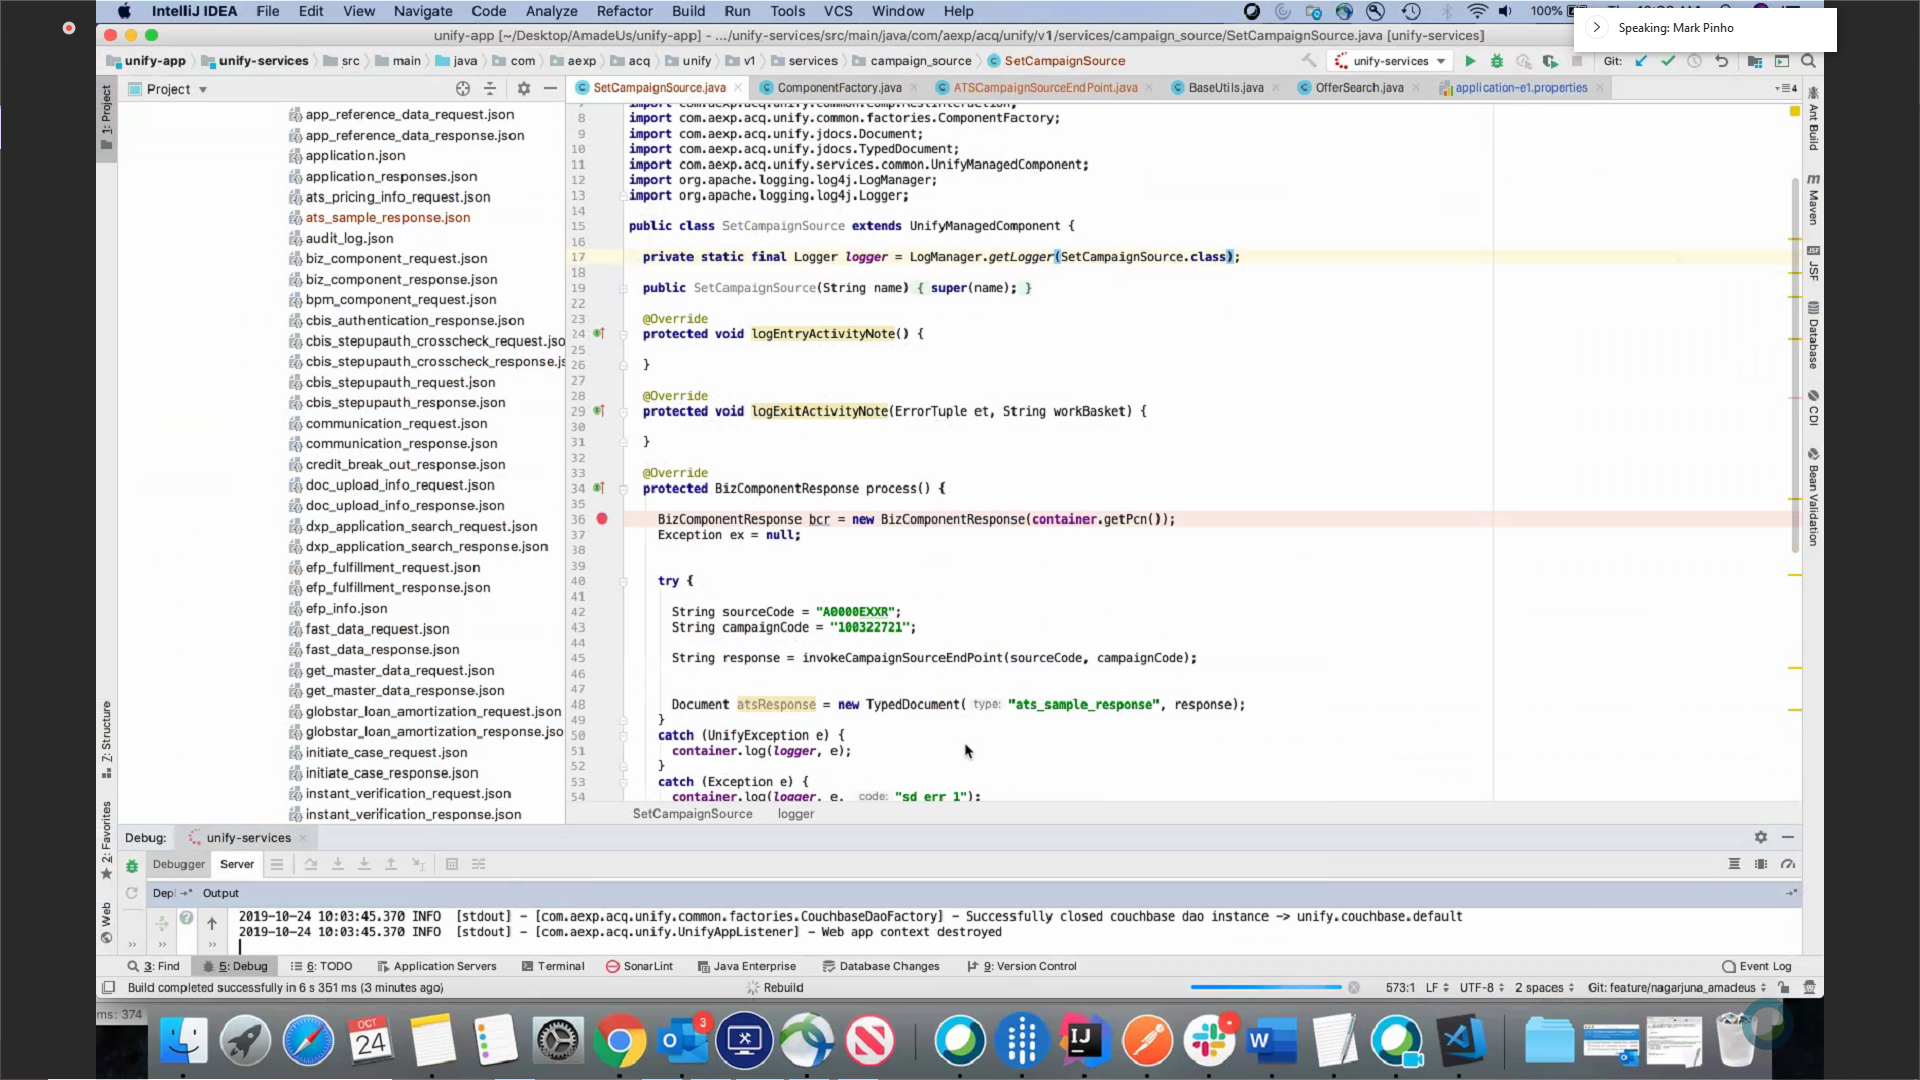 IntelliJ IDEA File Edit View Navigate Code Analyze Refactor Build Run Tools VCS Window Help 100%
Speaking: Mark Pinho
unify-app [~/Desktop/AmadeUs/unify-app] - .../unify-services/src/main/java/com/aexp/acq/unify/v1/services/campaign_source/SetCampaignSource.java [unify-services]
unify-app unify-services src main java com aexp acq unify v1 services campaign_source SetCampaignSource unify-services Git:
Project
SetCampaignSource.java ComponentFactory.java ATSCampaignSourceEndPoint.java BaseUtils.java OfferSearch.java application-e1.properties
1: Project
Z: Structure
2: Favorites
Web
app_reference_data_request.json
app_reference_data_response.json
application.json
application_responses.json
ats_pricing_info_request.json
ats_sample_response.json
audit_log.json
biz_component_request.json
biz_component_response.json
bpm_component_request.json
cbis_authentication_response.json
cbis_stepupauth_crosscheck_request.jso
cbis_stepupauth_crosscheck_response.js
cbis_stepupauth_request.json
cbis_stepupauth_response.json
communication_request.json
communication_response.json
credit_break_out_response.json
doc_upload_info_request.json
doc_upload_info_response.json
dxp_application_search_request.json
dxp_application_search_response.json
efp_fulfillment_request.json
efp_fulfillment_response.json
efp_info.json
fast_data_request.json
fast_data_response.json
get_master_data_request.json
get_master_data_response.json
globstar_loan_amortization_request.json
globstar_loan_amortization_response.jso
initiate_case_request.json
initiate_case_response.json
instant_verification_request.json
instant_verification_response.json
8 import com.aexp.acq.unify.common.factories.ComponentFactory;
9 import com.aexp.acq.unify.jdocs.Document;
10 import com.aexp.acq.unify.jdocs.TypedDocument;
11 import com.aexp.acq.unify.services.common.UnifyManagedComponent;
12 import org.apache.logging.log4j.LogManager;
13 import org.apache.logging.log4j.Logger;
14
15 public class SetCampaignSource extends UnifyManagedComponent {
16
17 private static final Logger logger = LogManager.getLogger(SetCampaignSource.class);
18
19 public SetCampaignSource(String name) { super(name); }
22
23 @Override
24 protected void logEntryActivityNote() {
25
26 }
27
28 @Override
29 protected void logExitActivityNote(ErrorTuple et, String workBasket) {
30
31 }
32
33 @Override
34 protected BizComponentResponse process() {
35
36 BizComponentResponse bcr = new BizComponentResponse(container.getPcn());
37 Exception ex = null;
38
39
40 try {
41
42 String sourceCode = "A0000EXXR";
43 String campaignCode = "100322721";
44
45 String response = invokeCampaignSourceEndPoint(sourceCode, campaignCode);
46
47
48 Document atsResponse = new TypedDocument( type: "ats_sample_response", response);
49 }
50 catch (UnifyException e) {
51 container.log(logger, e);
52 }
53 catch (Exception e) {
54 container.log(logger, e, code: "sd_err_1");
SetCampaignSource logger
Ant Build
Maven
JSF
Database
CDI
Bean Validation
Debug: unify-services
Debugger Server
Output
2019-10-24 10:03:45.370 INFO [stdout] - [com.aexp.acq.unify.common.factories.CouchbaseDaoFactory] - Successfully closed couchbase dao instance -> unify.couchbase.default
2019-10-24 10:03:45.370 INFO [stdout] - [com.aexp.acq.unify.UnifyAppListener] - Web app context destroyed
3: Find 5: Debug 6: TODO Application Servers Terminal SonarLint Java Enterprise Database Changes 9: Version Control Event Log
Build completed successfully in 6 s 351 ms (3 minutes ago) Rebuild 573:1 LF UTF-8 2 spaces Git: feature/nagarjuna_amadeus
ms: 374
OCT
24
3
IJ
W